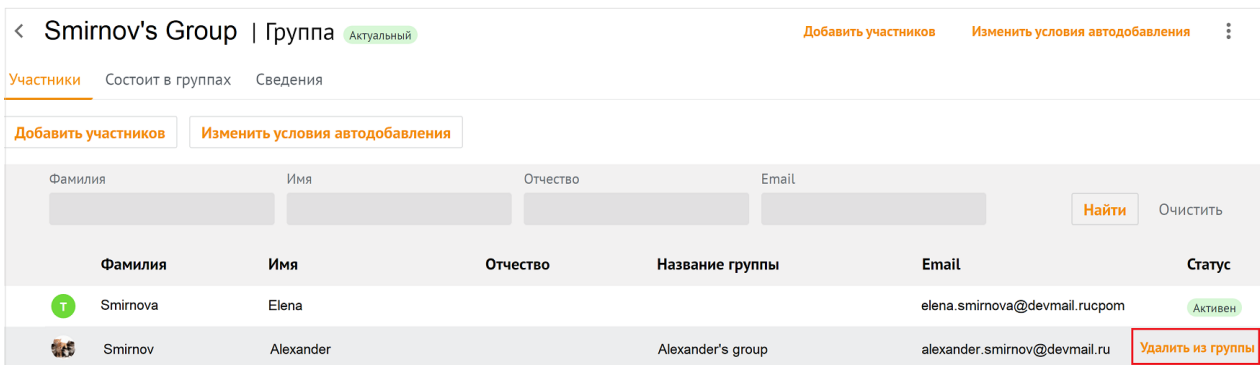 Smirnov's Group | Группа Актуальный Добавить участников Изменить условия автодобавления
Участники Состоит в группах Сведения
Добавить участников Изменить условия автодобавления
Фамилия Имя Отчество Email
Найти Очистить
Фамилия Имя Отчество Название группы Email Статус
T Smirnova Elena elena.smirnova@devmail.rucpom Активен
Smirnov Alexander Alexander's group alexander.smirnov@devmail.ru Удалить из группы